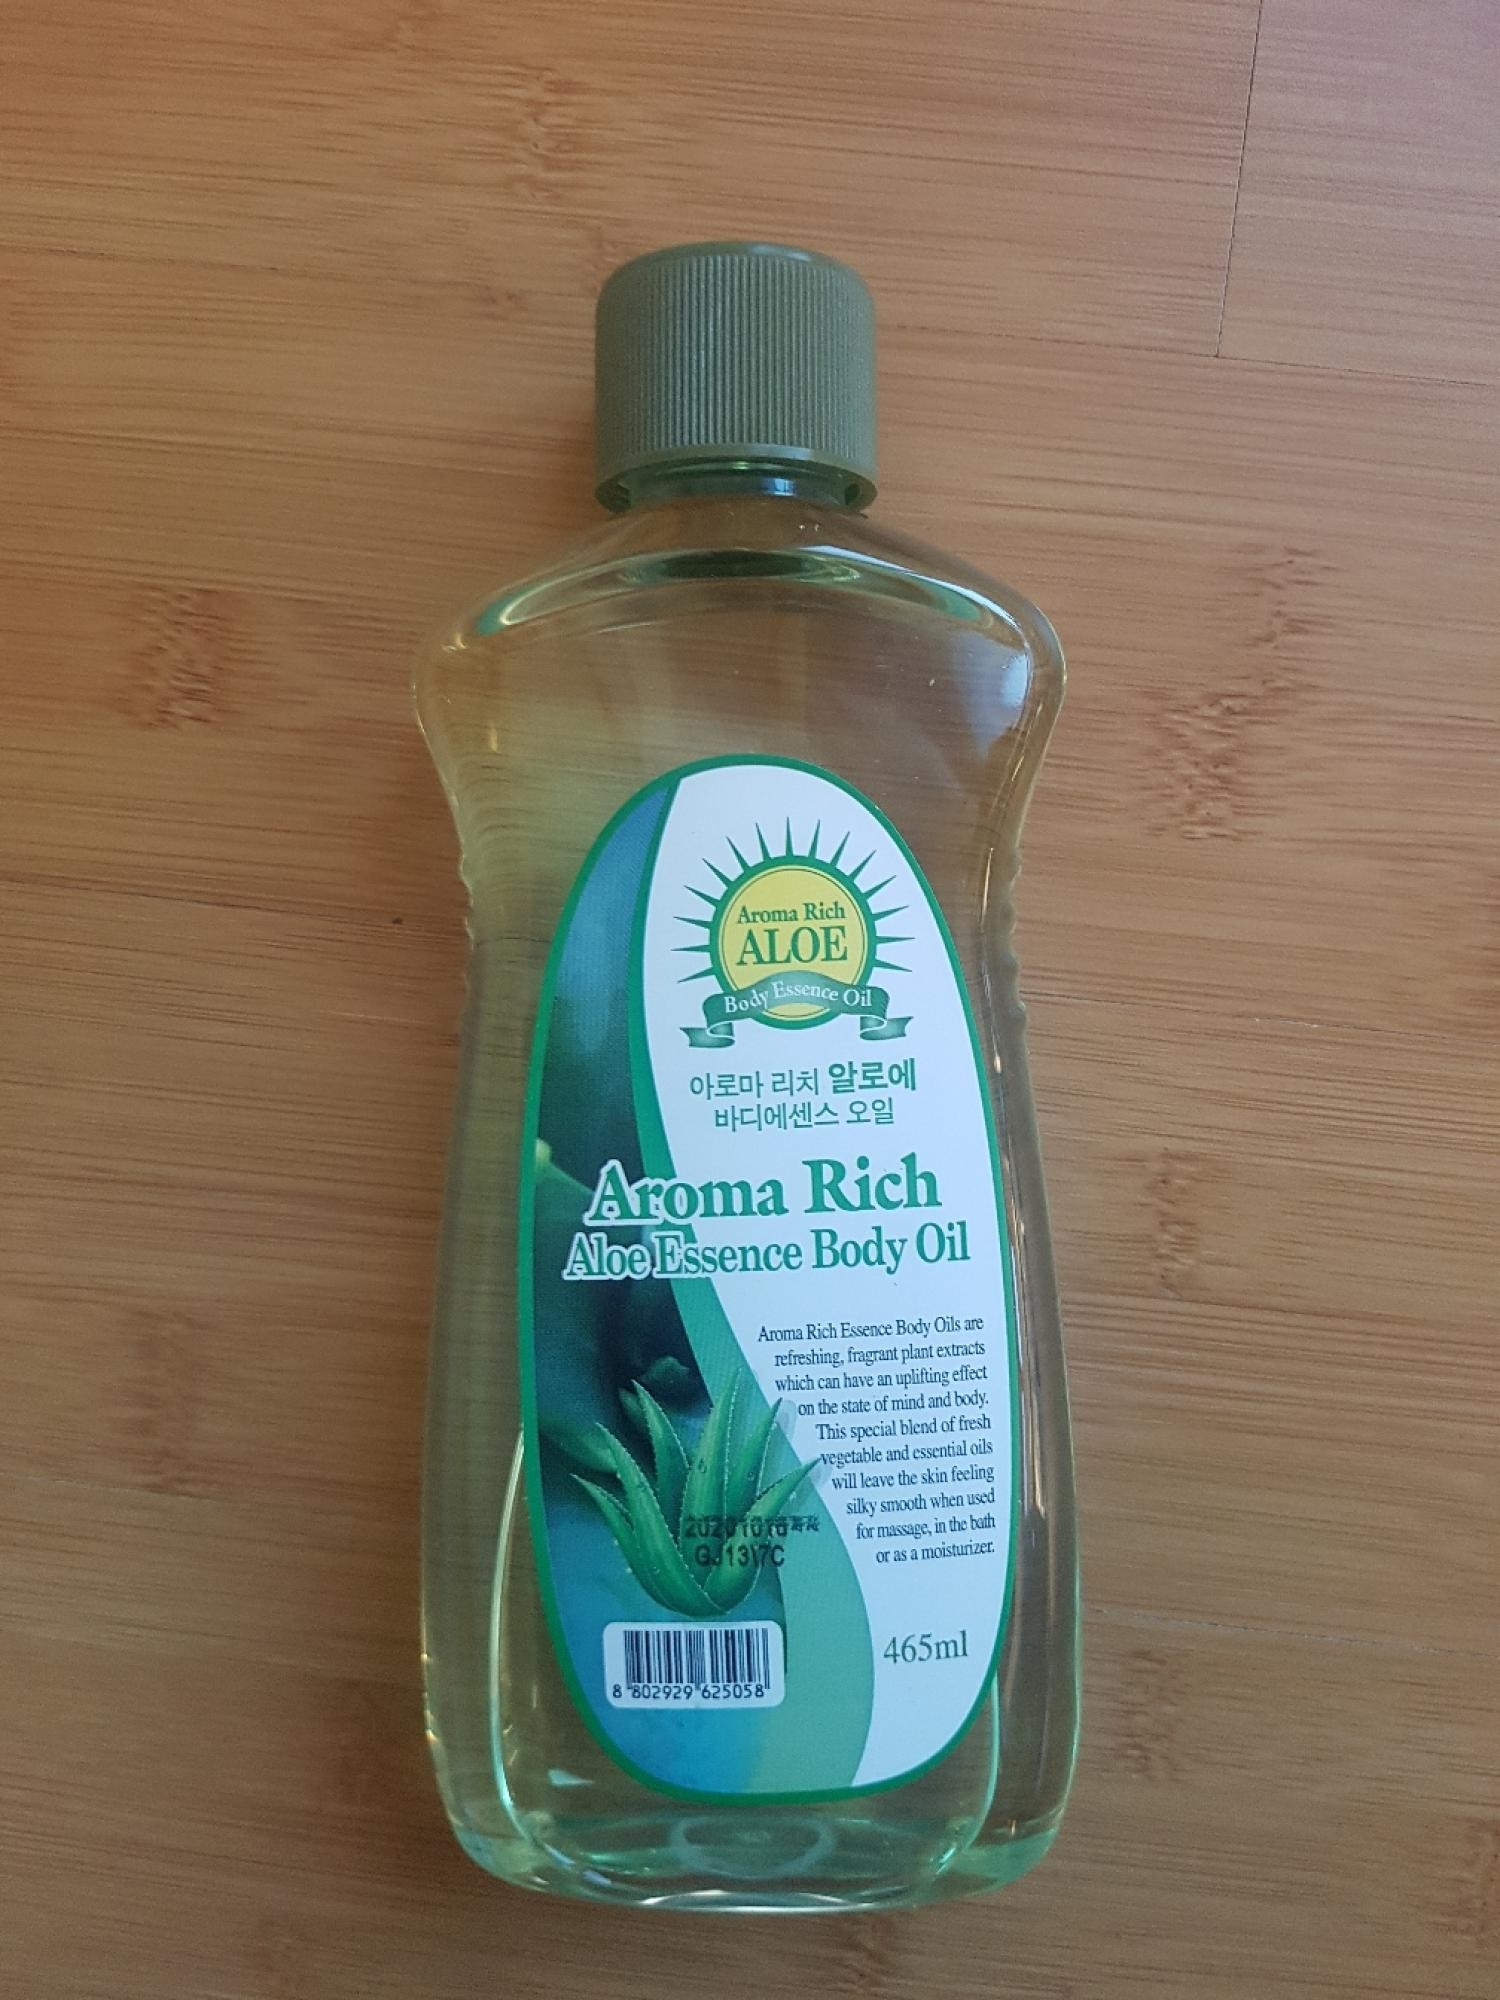 Aroma Rich
ALOE
Body Essence Oil
아로마 리치 알로에
바디에센스 오일
Aroma Rich
Aloe Essence Body Oil
Aroma Rich Essence Body Oils are
refreshing, fragrant plant extracts
which can have an uplifting effect
on the state of mind and body.
This special blend of fresh
vegetable and essential oils
will leave the skin feeling
silky smooth when used
for massage, in the bath
or as a moisturizer.
GJ13\7C
465ml
8 802929 625058